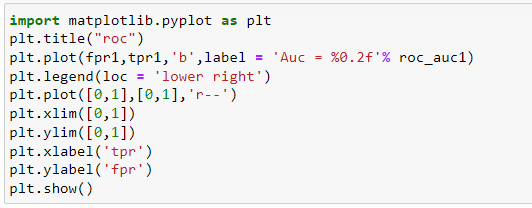 import matplotlib.pyplot as plt
plt.title("roc")
plt.plot(fpr1,tpr1,'b',label = 'Auc = %0.2f'% roc_auc1)
plt.legend(loc = 'lower right')
plt.plot([0,1],[0,1],'r--')
plt.xlim([0,1])
plt.ylim([0,1])
plt.xlabel('tpr')
plt.ylabel('fpr')
plt.show()